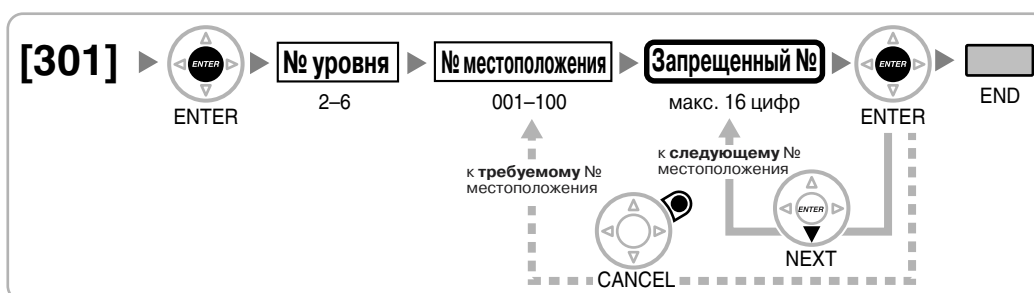 [301] ENTER № уровня № местоположения Запрещенный № ENTER
ENTER 2–6 001–100 макс. 16 цифр ENTER END
к требуемому №
местоположения
к следующему №
местоположения
ENTER
CANCEL
NEXT